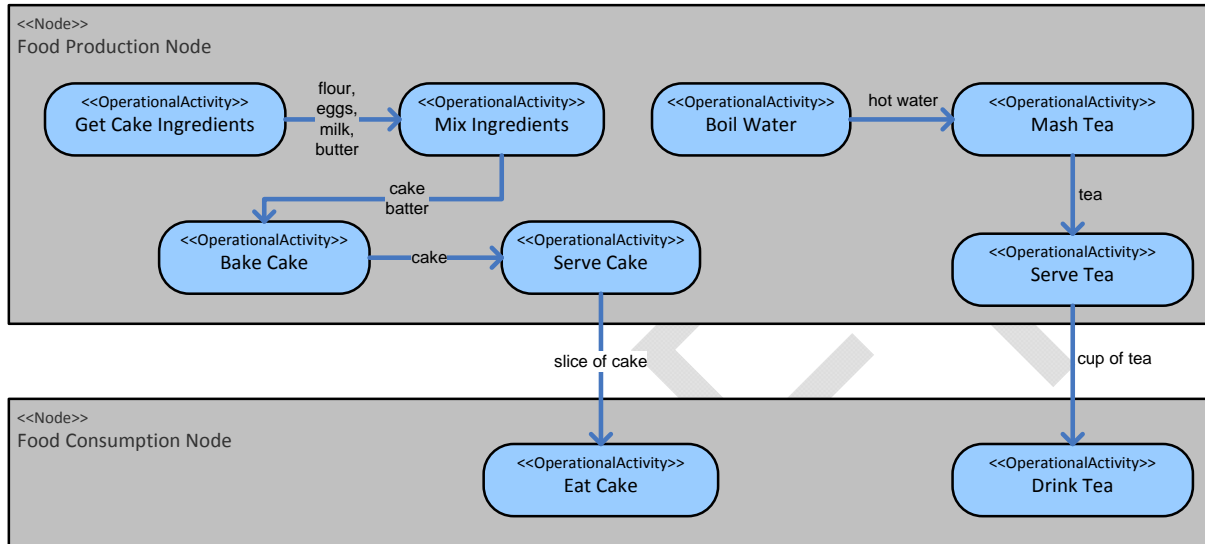 <<Node>>
Food Production Node
<<OperationalActivity>>
Get Cake Ingredients
flour,
eggs,
milk,
butter
<<OperationalActivity>>
Mix Ingredients
<<OperationalActivity>>
Boil Water
hot water
<<OperationalActivity>>
Mash Tea
cake
batter
tea
<<OperationalActivity>>
Bake Cake
cake
<<OperationalActivity>>
Serve Cake
<<OperationalActivity>>
Serve Tea
slice of cake
cup of tea
<<Node>>
Food Consumption Node
<<OperationalActivity>>
Eat Cake
<<OperationalActivity>>
Drink Tea